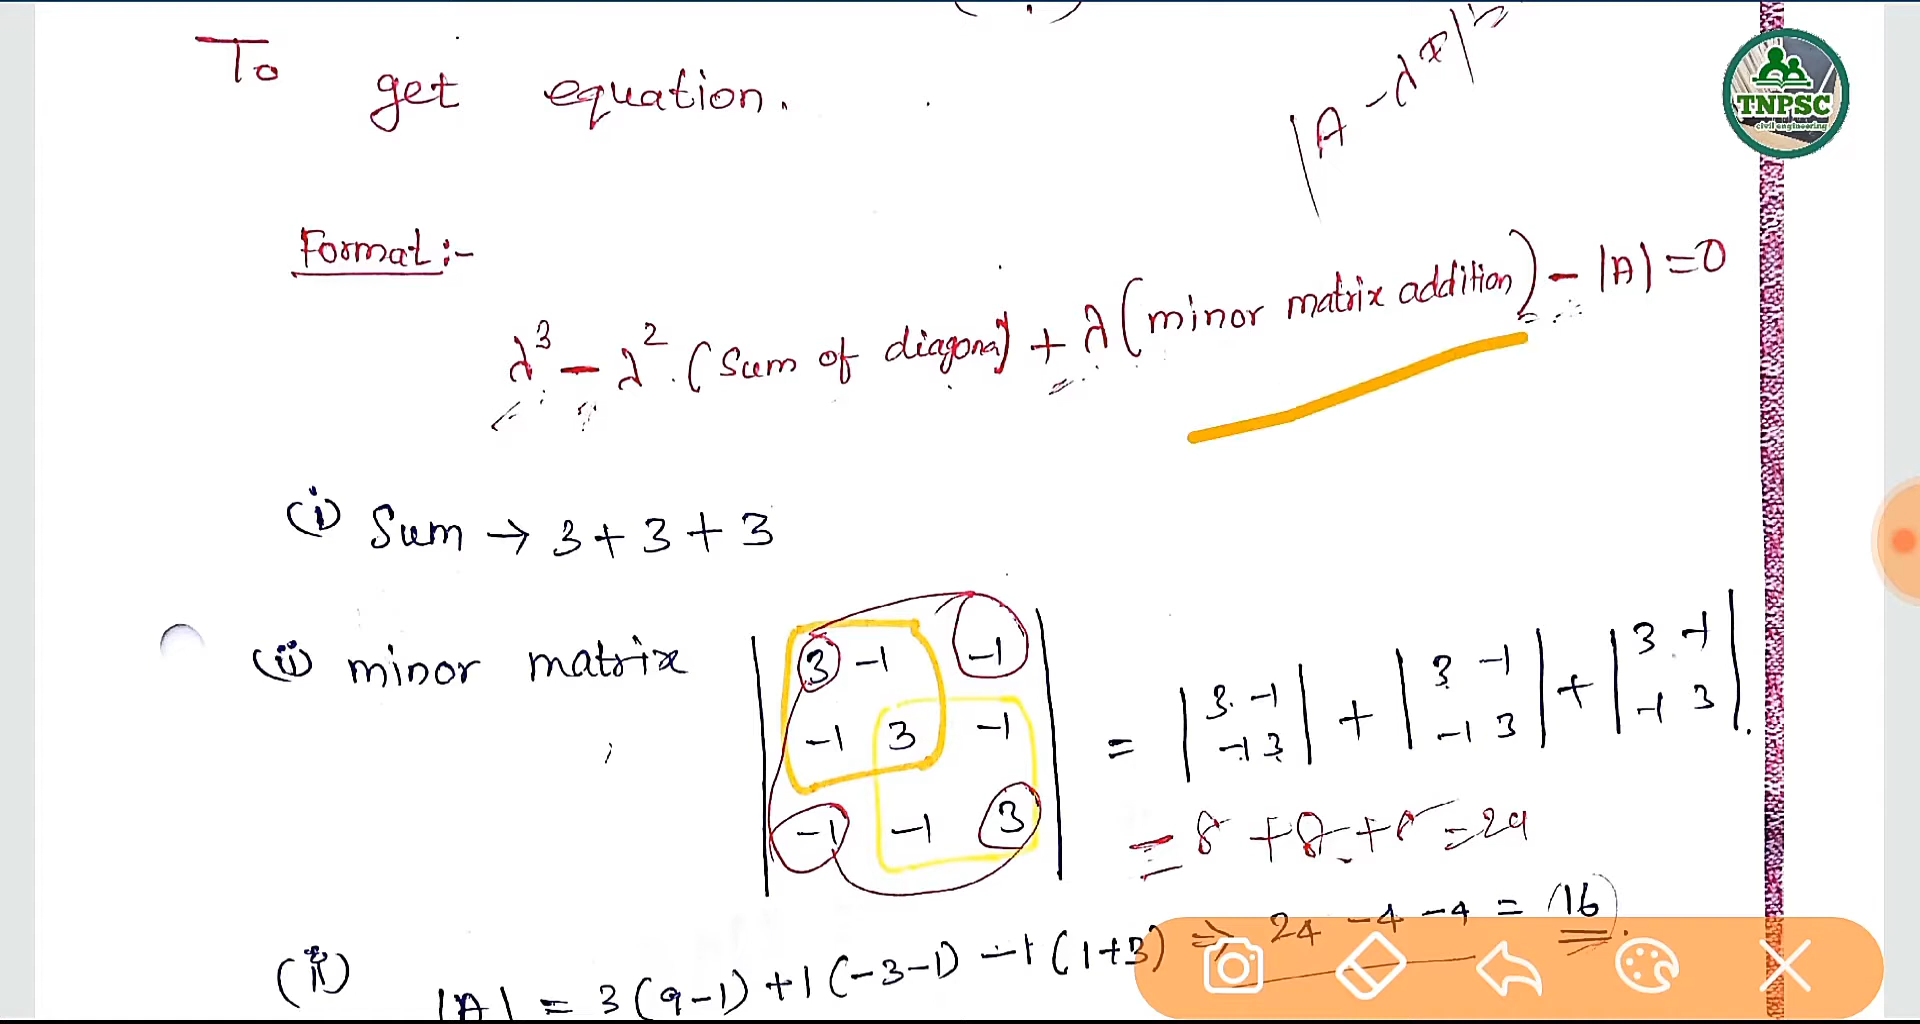 To get equation.
|A - λI|
TNPSC
civil engineering
Format :-
λ³ - λ² (Sum of diagonal) + λ (minor matrix addition) - |A| = 0
(i) Sum → 3 + 3 + 3
(ii) minor matrix | 3 -1 -1 | = | 3 -1 | + | 3 -1 | + | 3 -1 |
-1 3 -1 -1 3 -1 3 -1 3
-1 -1 3
= 8 + 8 + 8 = 24
|A| = 3(9-1) + 1(-3-1) - 1(1+3) ⇒ 24 - 4 - 4 = 16